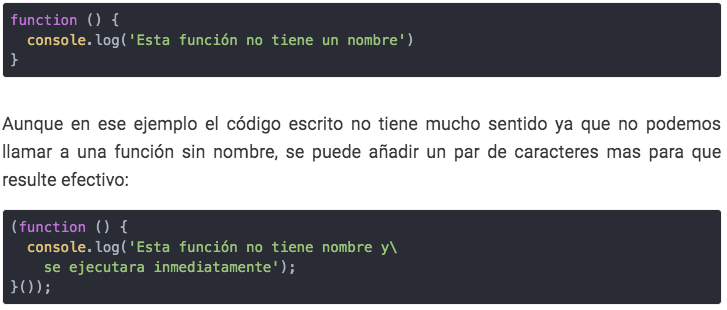 function () {
  console.log('Esta función no tiene un nombre')
}
Aunque en ese ejemplo el código escrito no tiene mucho sentido ya que no podemos
llamar a una función sin nombre, se puede añadir un par de caracteres mas para que
resulte efectivo:
(function () {
  console.log('Esta función no tiene nombre y\
    se ejecutara inmediatamente');
}());